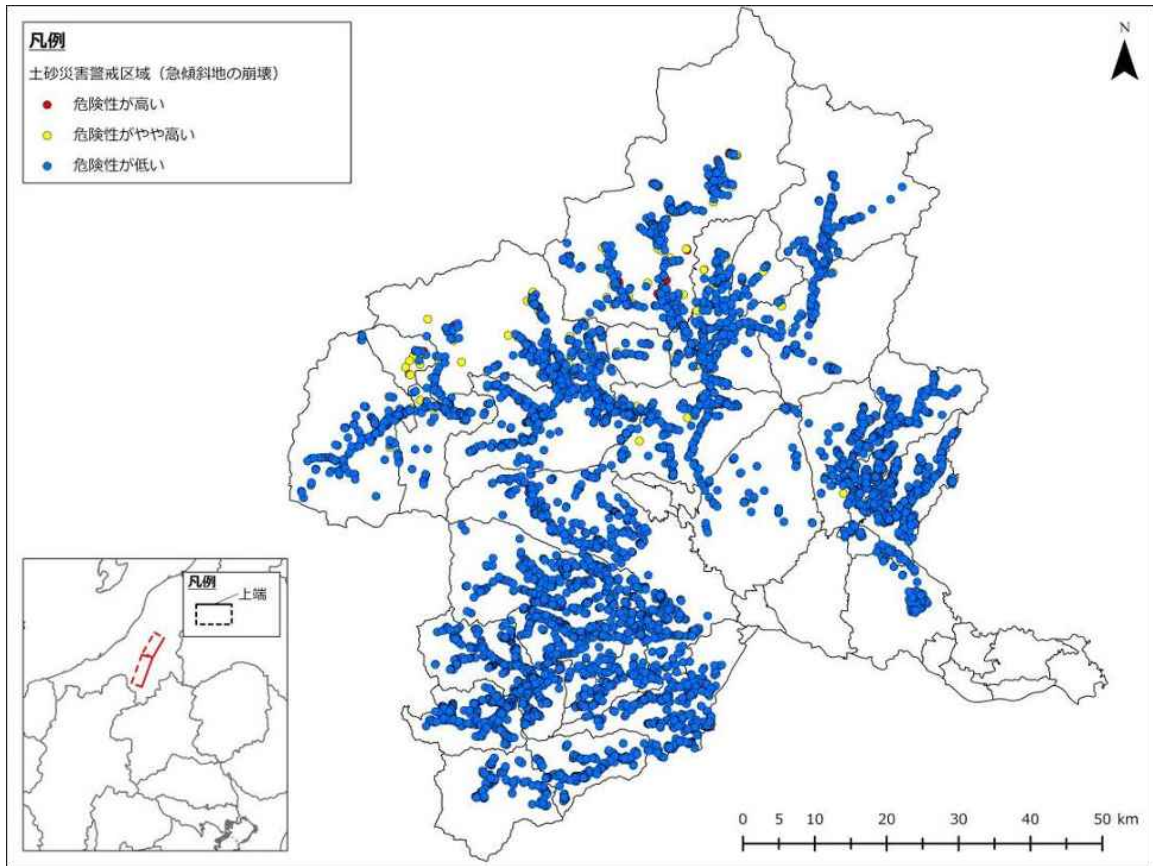 凡例
土砂災害警戒区域（急傾斜地の崩壊）
危険性が高い
危険性がやや高い
危険性が低い
N
凡例
上端
0 5 10 20 30 40 50 km